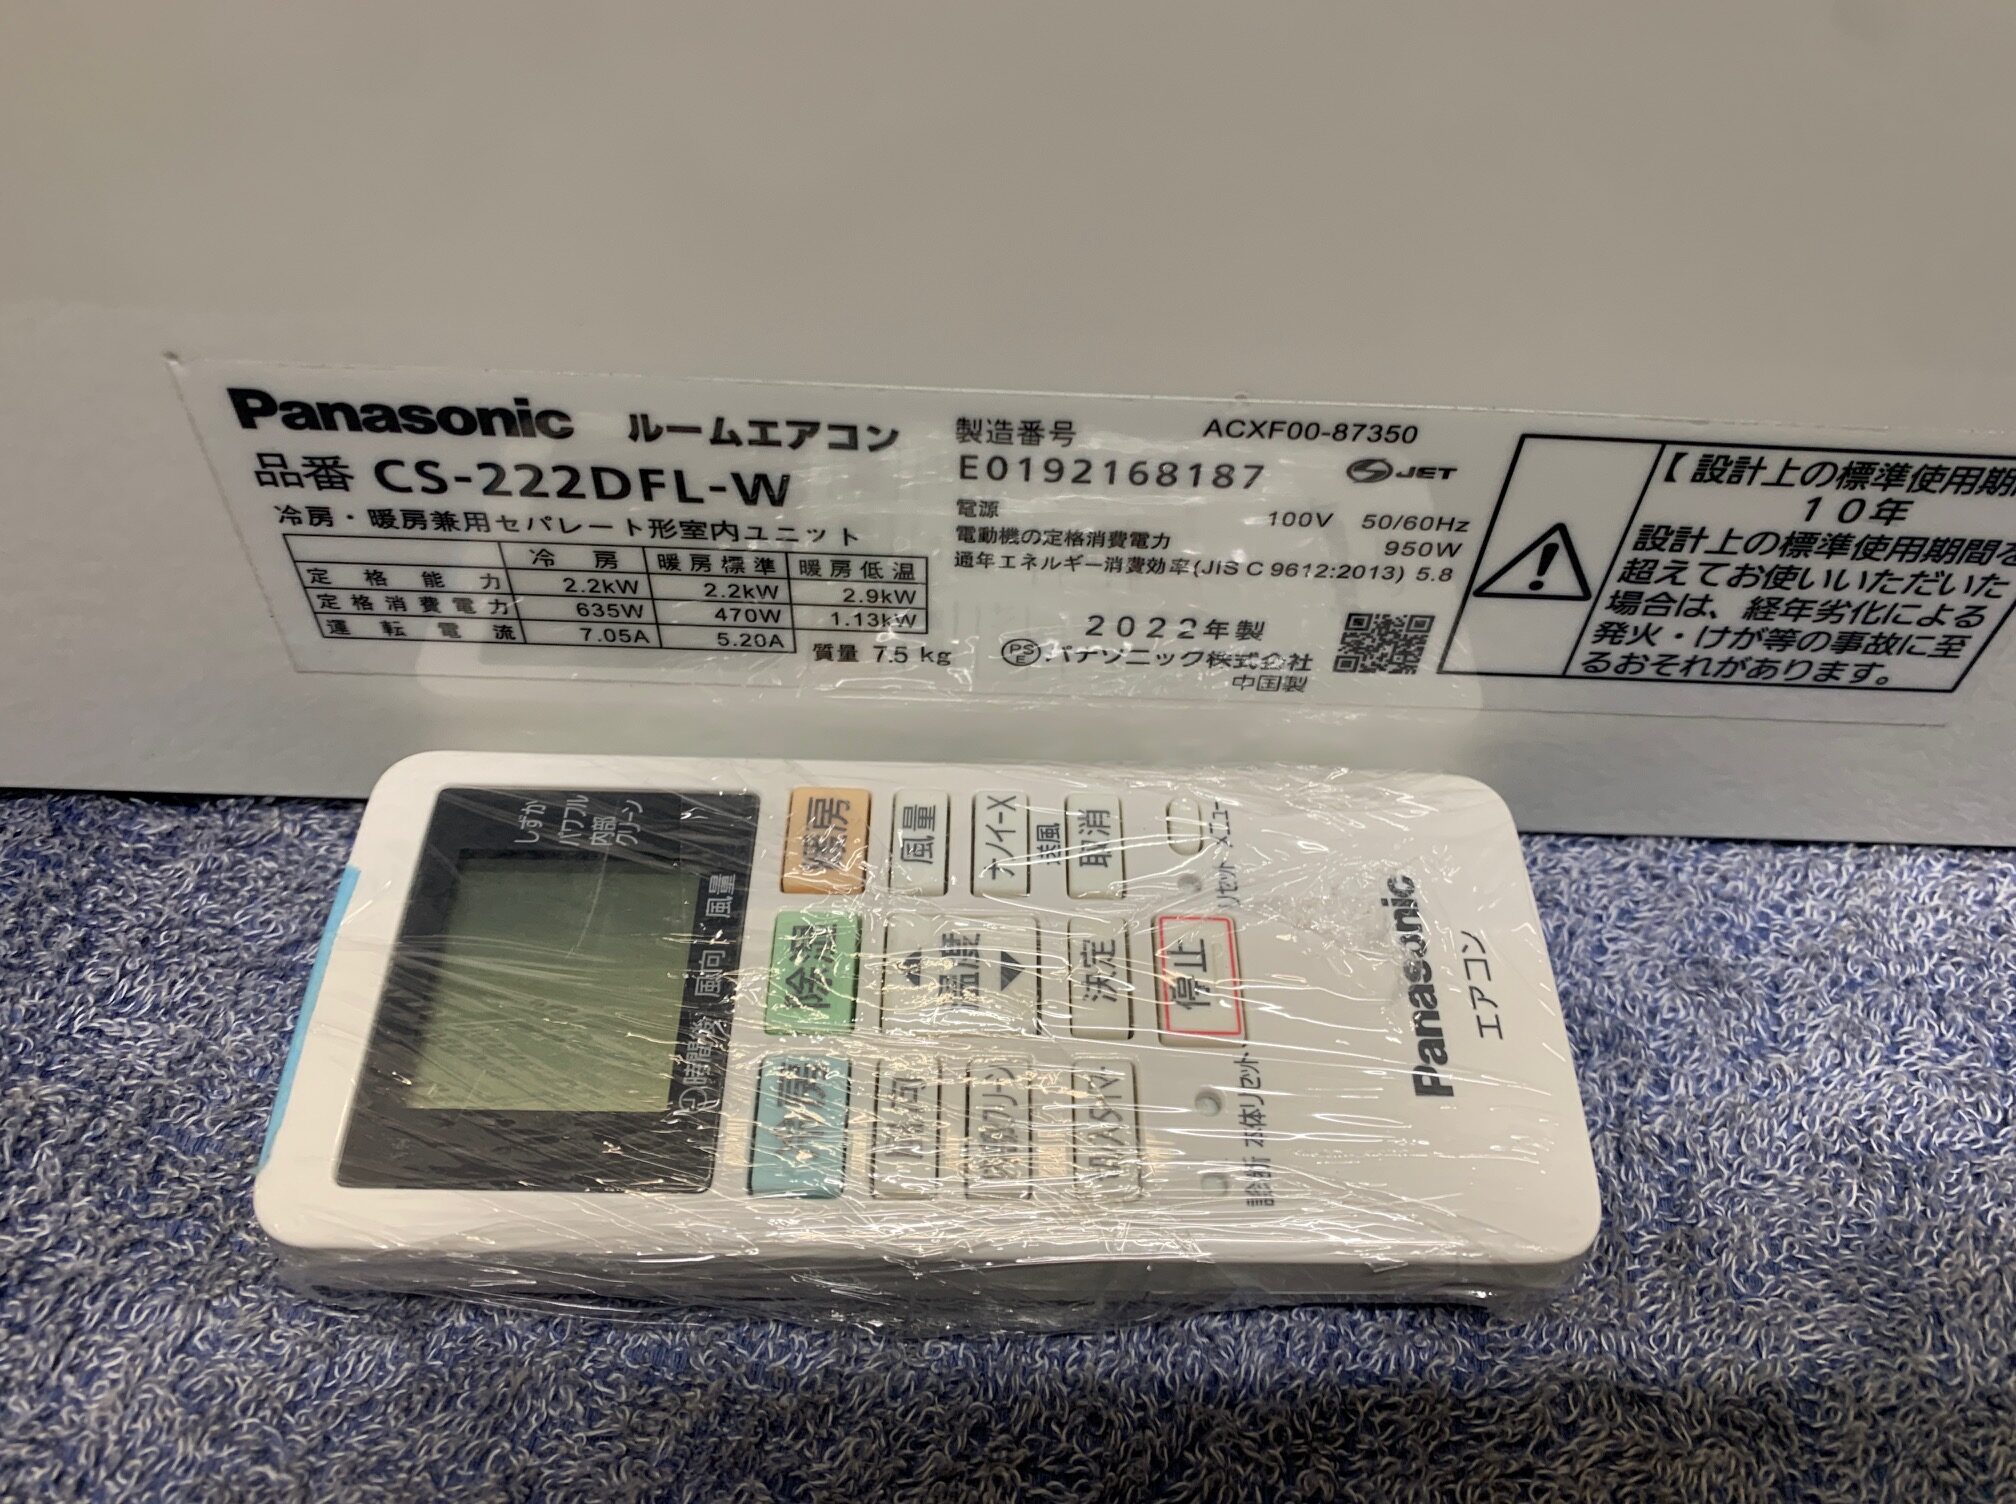 Panasonic ルームエアコン
品番 CS-222DFL-W
冷房・暖房兼用セパレート形室内ユニット
冷房 暖房標準 暖房低温
定格能力 2.2kW 2.2kW 2.9kW
定格消費電力 635W 470W 1.13kW
運転電流 7.05A 5.20A
質量 7.5 kg
製造番号 ACXF00-87350
E0192168187 JET
電源 100V 50/60Hz
電動機の定格消費電力 950W
通年エネルギー消費効率(JIS C 9612:2013) 5.8
2022年製
PSE パナソニック株式会社
中国製
【設計上の標準使用期間
10年
設計上の標準使用期間を
超えてお使いいただいた
場合は、経年劣化による
発火・けが等の事故に至
るおそれがあります。
しずか
パワフル
内部
クリーン
時間後 風向 風量
暖房
除湿
冷房
風量
温度
風向
ナノイーX
送風
取消
決定
停止
メニュー
リセット
本体リセット
診断
Panasonic
エアコン